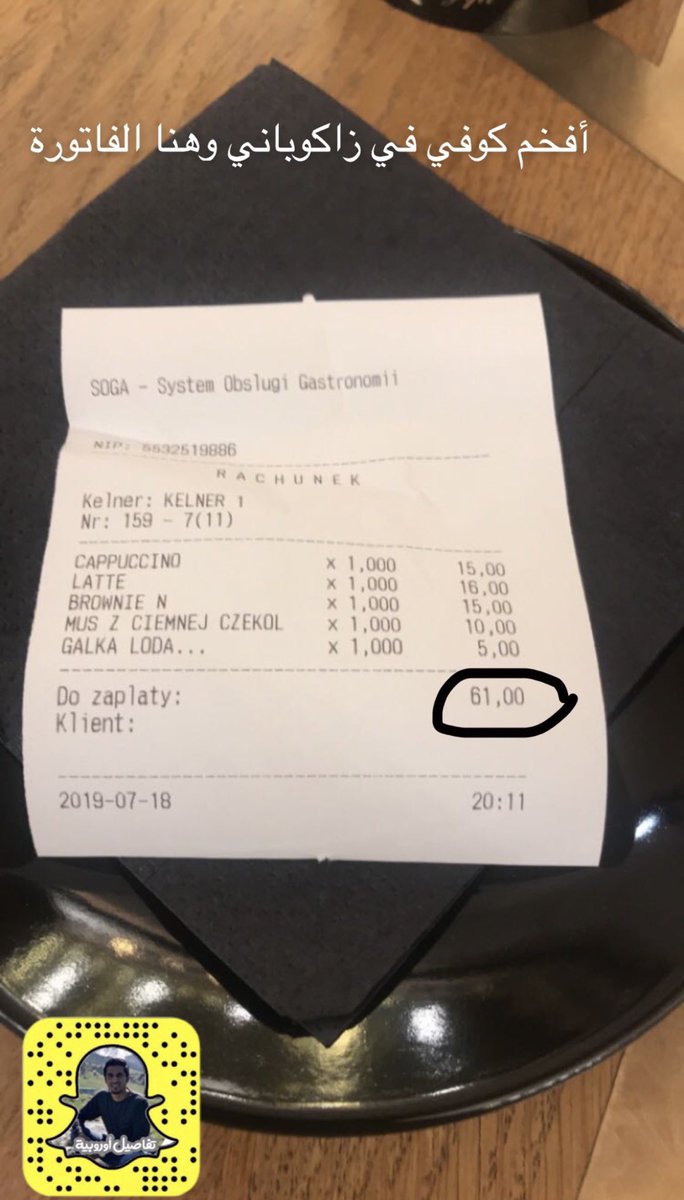 أفخم كوفي في زاكوباني وهنا الفاتورة
SOGA - System Obslugi Gastronomii
NIP: 5532519886
RACHUNEK
Kelner: KELNER 1
Nr: 159 - 7(11)
CAPPUCCINO x 1,000 15,00
LATTE x 1,000 16,00
BROWNIE N x 1,000 15,00
MUS Z CIEMNEJ CZEKOL x 1,000 10,00
GALKA LODA... x 1,000 5,00
Do zaplaty: 61,00
Klient:
2019-07-18 20:11
تفاصيل أوروبية